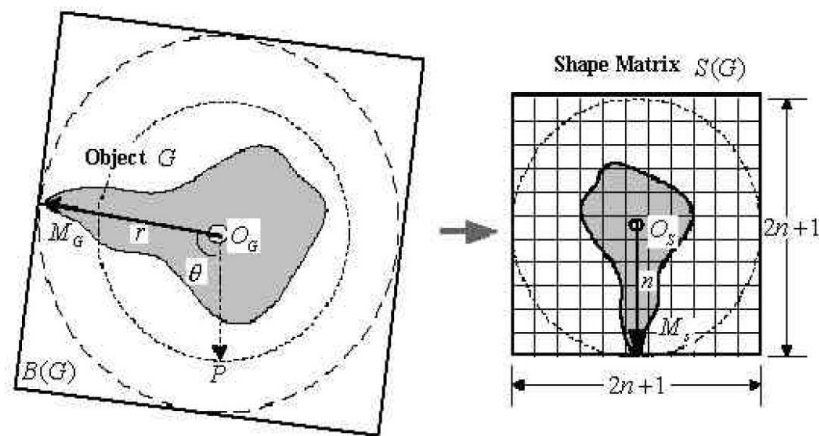 Shape Matrix S(G)
Object G
M_G
r
O_G
θ
P
B(G)
O_S
n
M_s
2n+1
2n+1